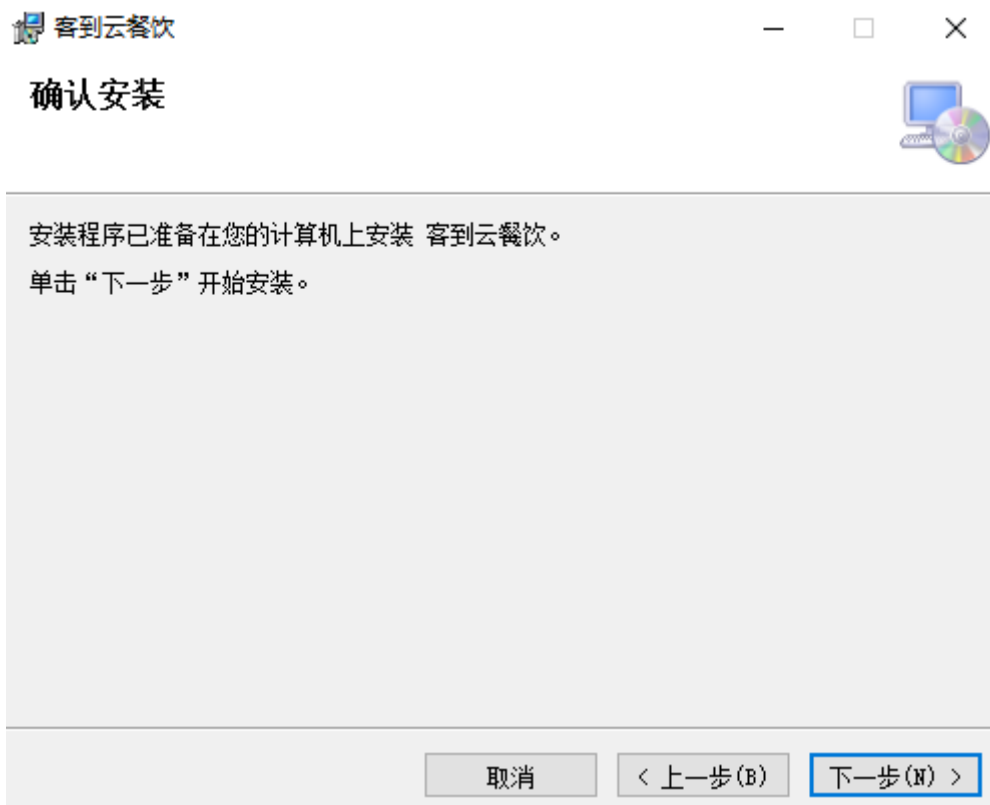 客到云餐饮
确认安装
安装程序已准备在您的计算机上安装 客到云餐饮。
单击“下一步”开始安装。
取消
< 上一步(B)
下一步(N) >